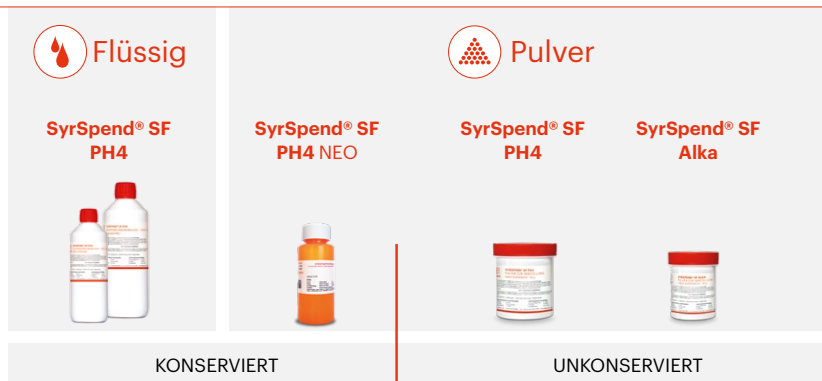 Flüssig
Pulver
SyrSpend® SF
PH4
SyrSpend® SF
PH4 NEO
SyrSpend® SF
PH4
SyrSpend® SF
Alka
KONSERVIERT
UNKONSERVIERT